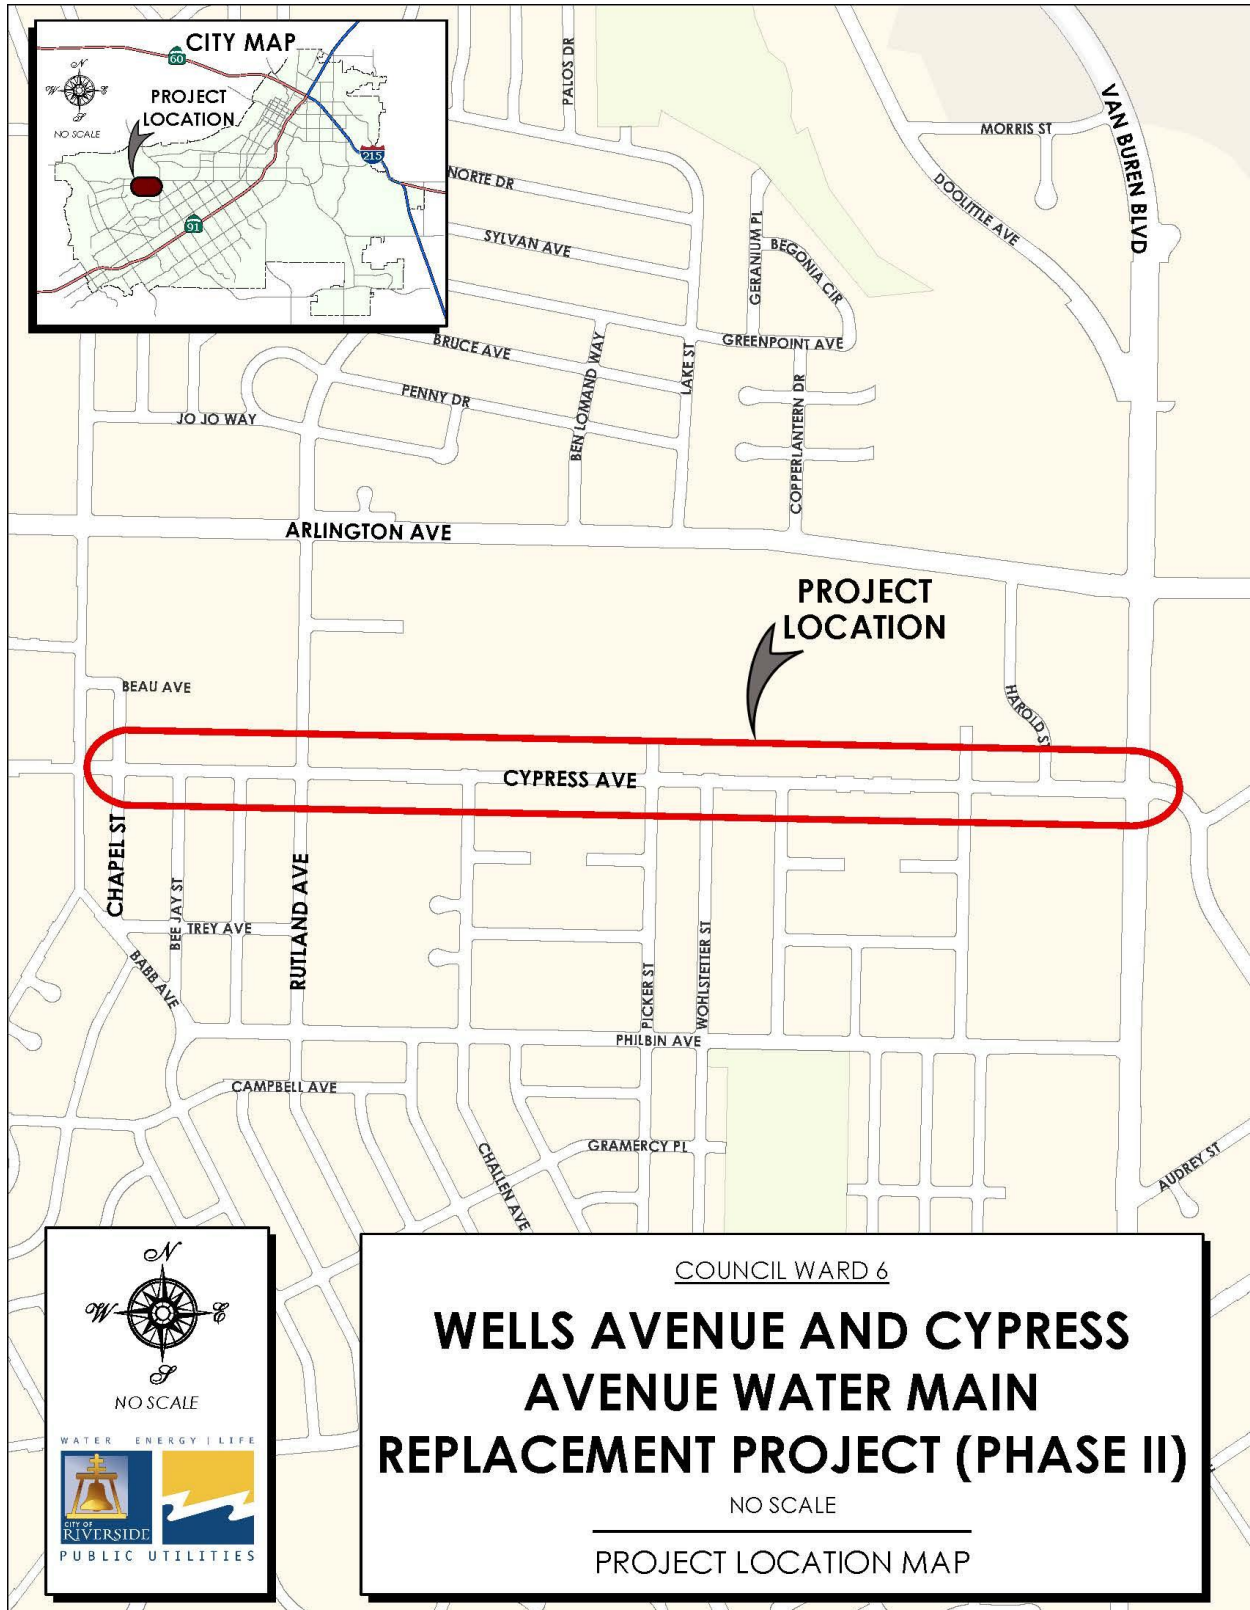 CITY MAP
60
N
W E
S
NO SCALE
PROJECT
LOCATION
215
91
PALOS DR
MORRIS ST
VAN BUREN BLVD
DOOLITTLE AVE
NORTE DR
SYLVAN AVE
GERANIUM PL
BEGONIA CIR
BRUCE AVE
BEN LOMAND WAY
LAKE ST
GREENPOINT AVE
PENNY DR
COPPERLANTERN DR
JO JO WAY
ARLINGTON AVE
PROJECT
LOCATION
BEAU AVE
HAROLD ST
CYPRESS AVE
CHAPEL ST
BEE JAY ST
TREY AVE
RUTLAND AVE
BABB AVE
PICKER ST
WOHLSTETTER ST
PHILBIN AVE
CAMPBELL AVE
GRAMERCY PL
CHALLEN AVE
AUDREY ST
N
W E
S
NO SCALE
WATER ENERGY | LIFE
CITY OF
RIVERSIDE
PUBLIC UTILITIES
COUNCIL WARD 6
WELLS AVENUE AND CYPRESS
AVENUE WATER MAIN
REPLACEMENT PROJECT (PHASE II)
NO SCALE
PROJECT LOCATION MAP